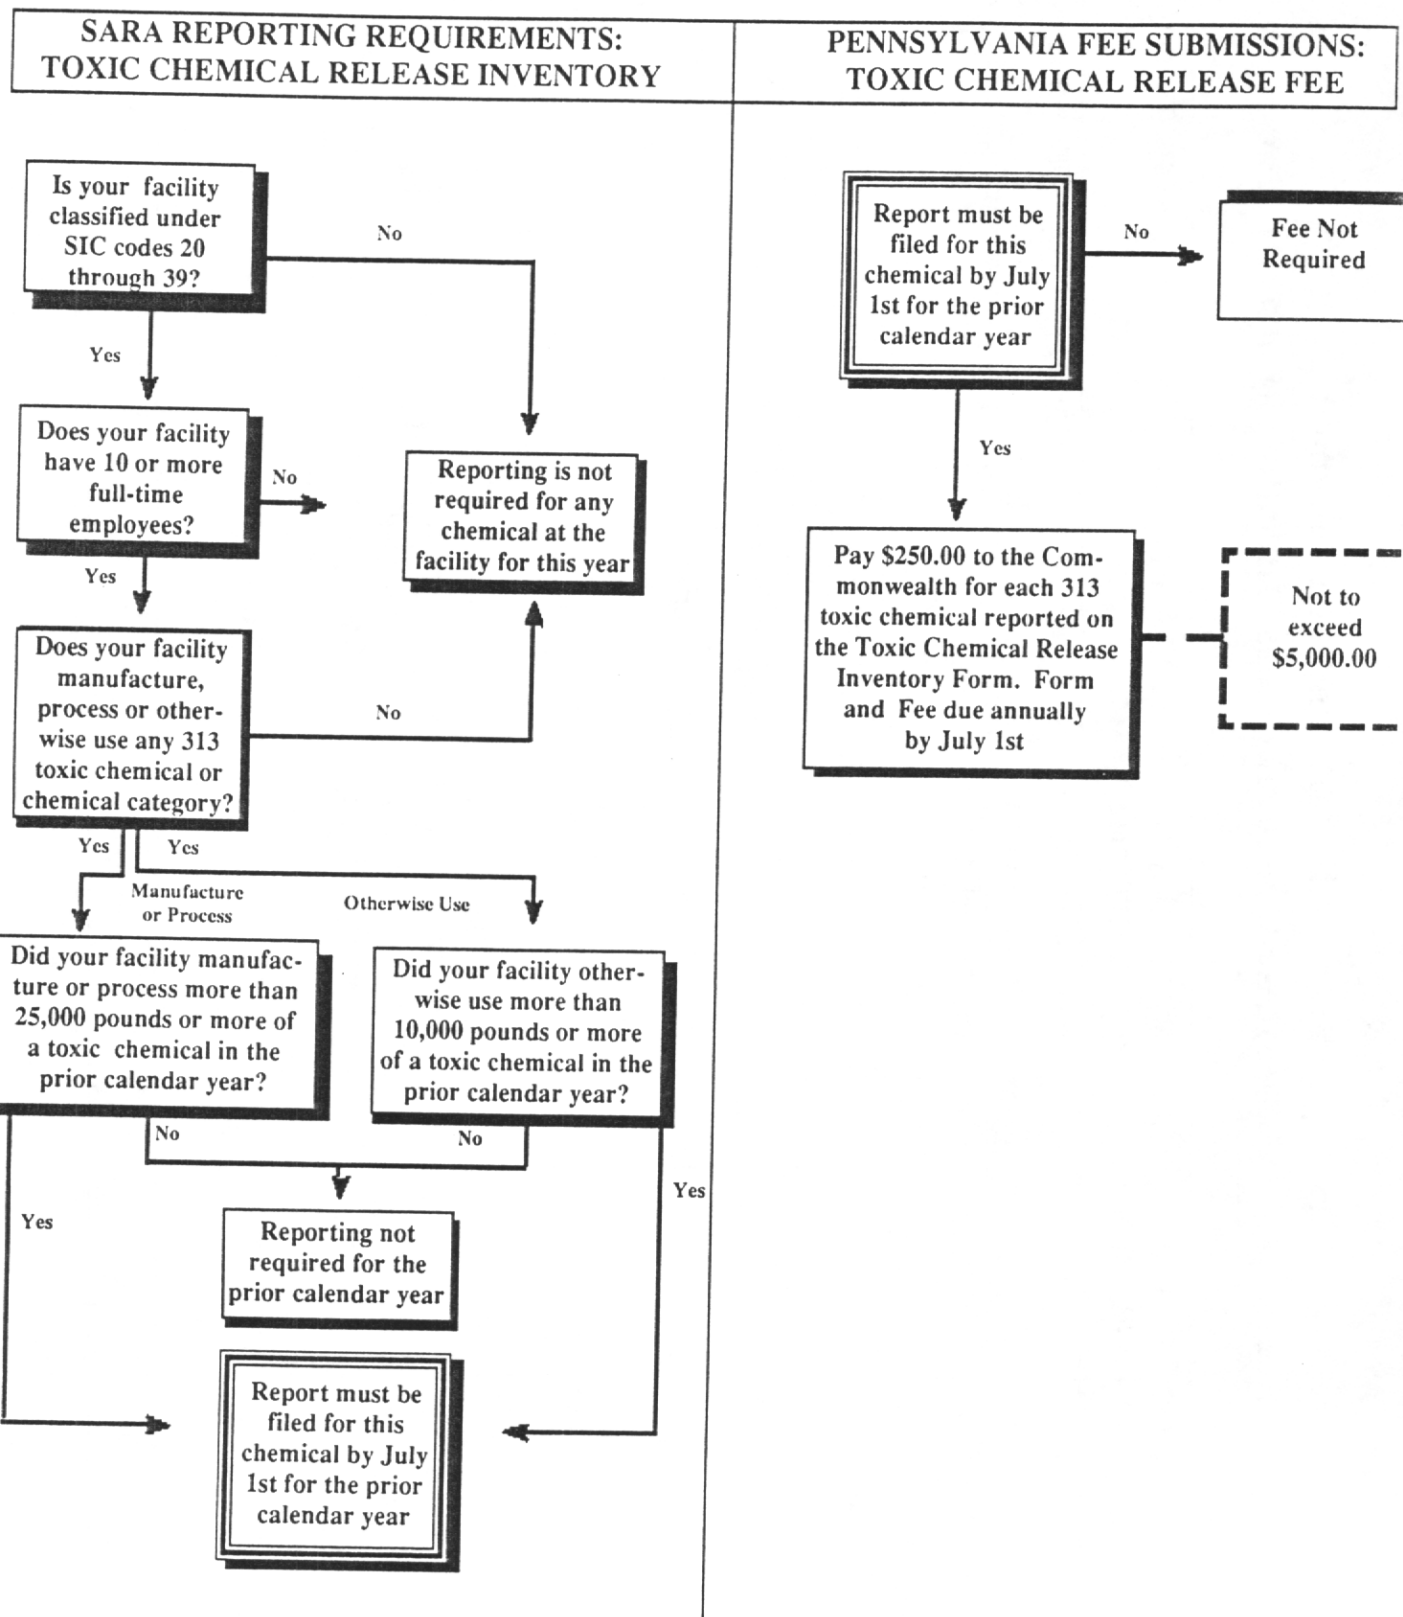 SARA REPORTING REQUIREMENTS:
TOXIC CHEMICAL RELEASE INVENTORY
PENNSYLVANIA FEE SUBMISSIONS:
TOXIC CHEMICAL RELEASE FEE
Is your facility
classified under
SIC codes 20
through 39?
No
Yes
Does your facility
have 10 or more
full-time
employees?
No
Yes
Reporting is not
required for any
chemical at the
facility for this year
Does your facility
manufacture,
process or other-
wise use any 313
toxic chemical or
chemical category?
No
Yes
Yes
Manufacture
or Process
Otherwise Use
Did your facility manufac-
ture or process more than
25,000 pounds or more of
a toxic chemical in the
prior calendar year?
Did your facility other-
wise use more than
10,000 pounds or more
of a toxic chemical in the
prior calendar year?
No
No
Yes
Yes
Reporting not
required for the
prior calendar year
Report must be
filed for this
chemical by July
1st for the prior
calendar year
Report must be
filed for this
chemical by July
1st for the prior
calendar year
No
Fee Not
Required
Yes
Pay $250.00 to the Com-
monwealth for each 313
toxic chemical reported on
the Toxic Chemical Release
Inventory Form. Form
and Fee due annually
by July 1st
Not to
exceed
$5,000.00